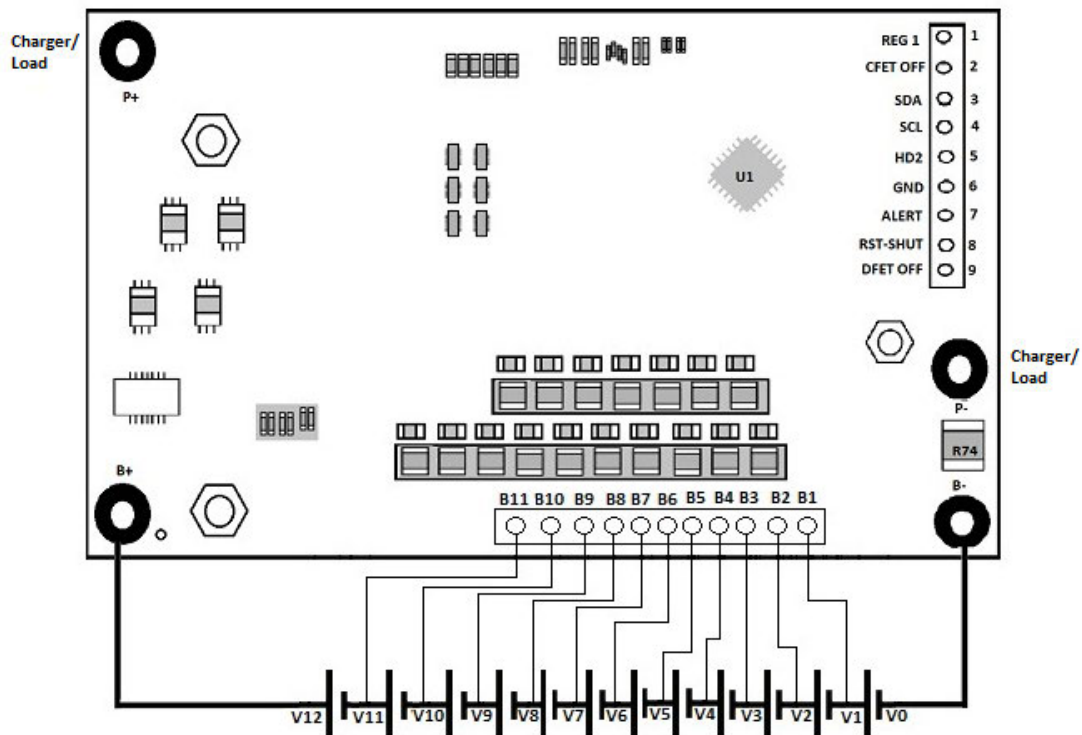 Charger/
Load
P+
REG 1 1
CFET OFF 2
SDA 3
SCL 4
HD2 5
GND 6
ALERT 7
RST-SHUT 8
DFET OFF 9
U1
Charger/
Load
P-
R74
B+
B-
B11 B10 B9 B8 B7 B6 B5 B4 B3 B2 B1
V12 V11 V10 V9 V8 V7 V6 V5 V4 V3 V2 V1 V0